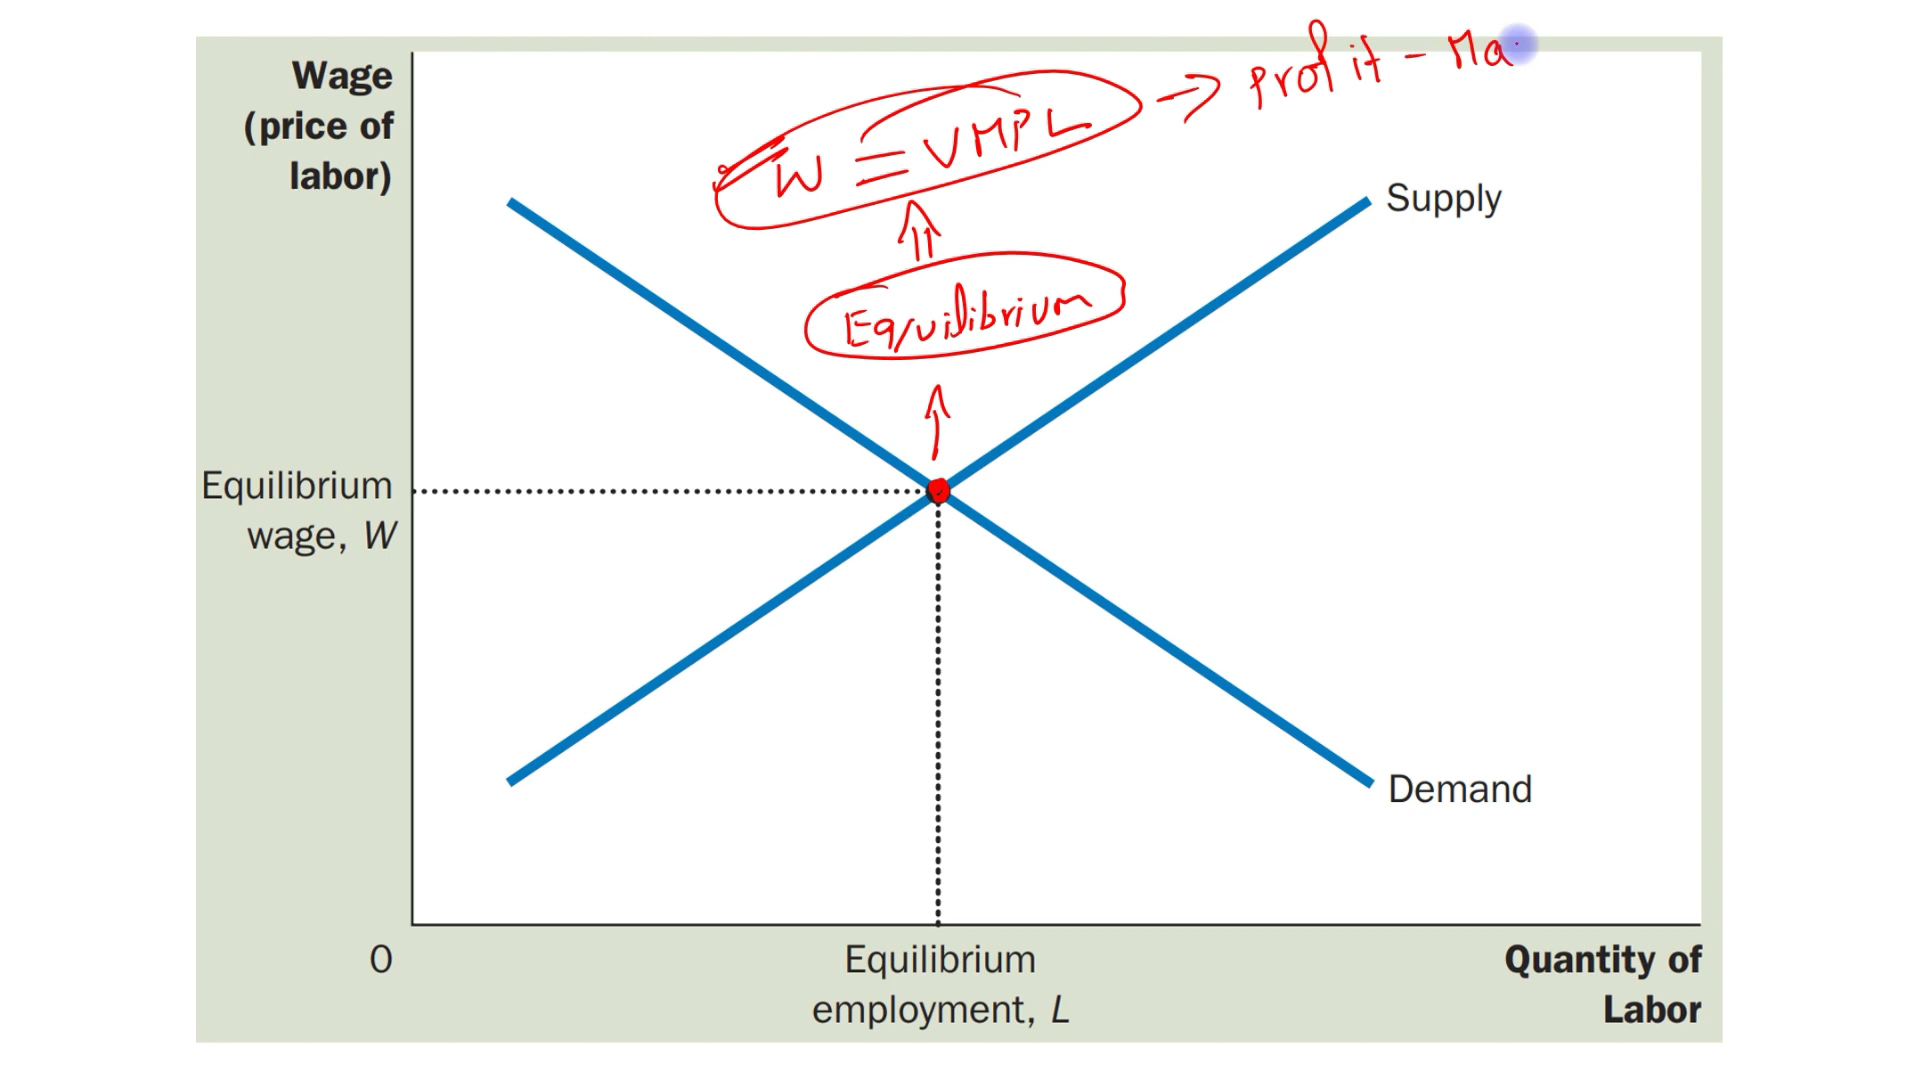 Profit - Ma
Wage
(price of
labor)
W = VMPL
Supply
Equilibrium
Equilibrium
wage, W
Demand
0
Equilibrium
employment, L
Quantity of
Labor